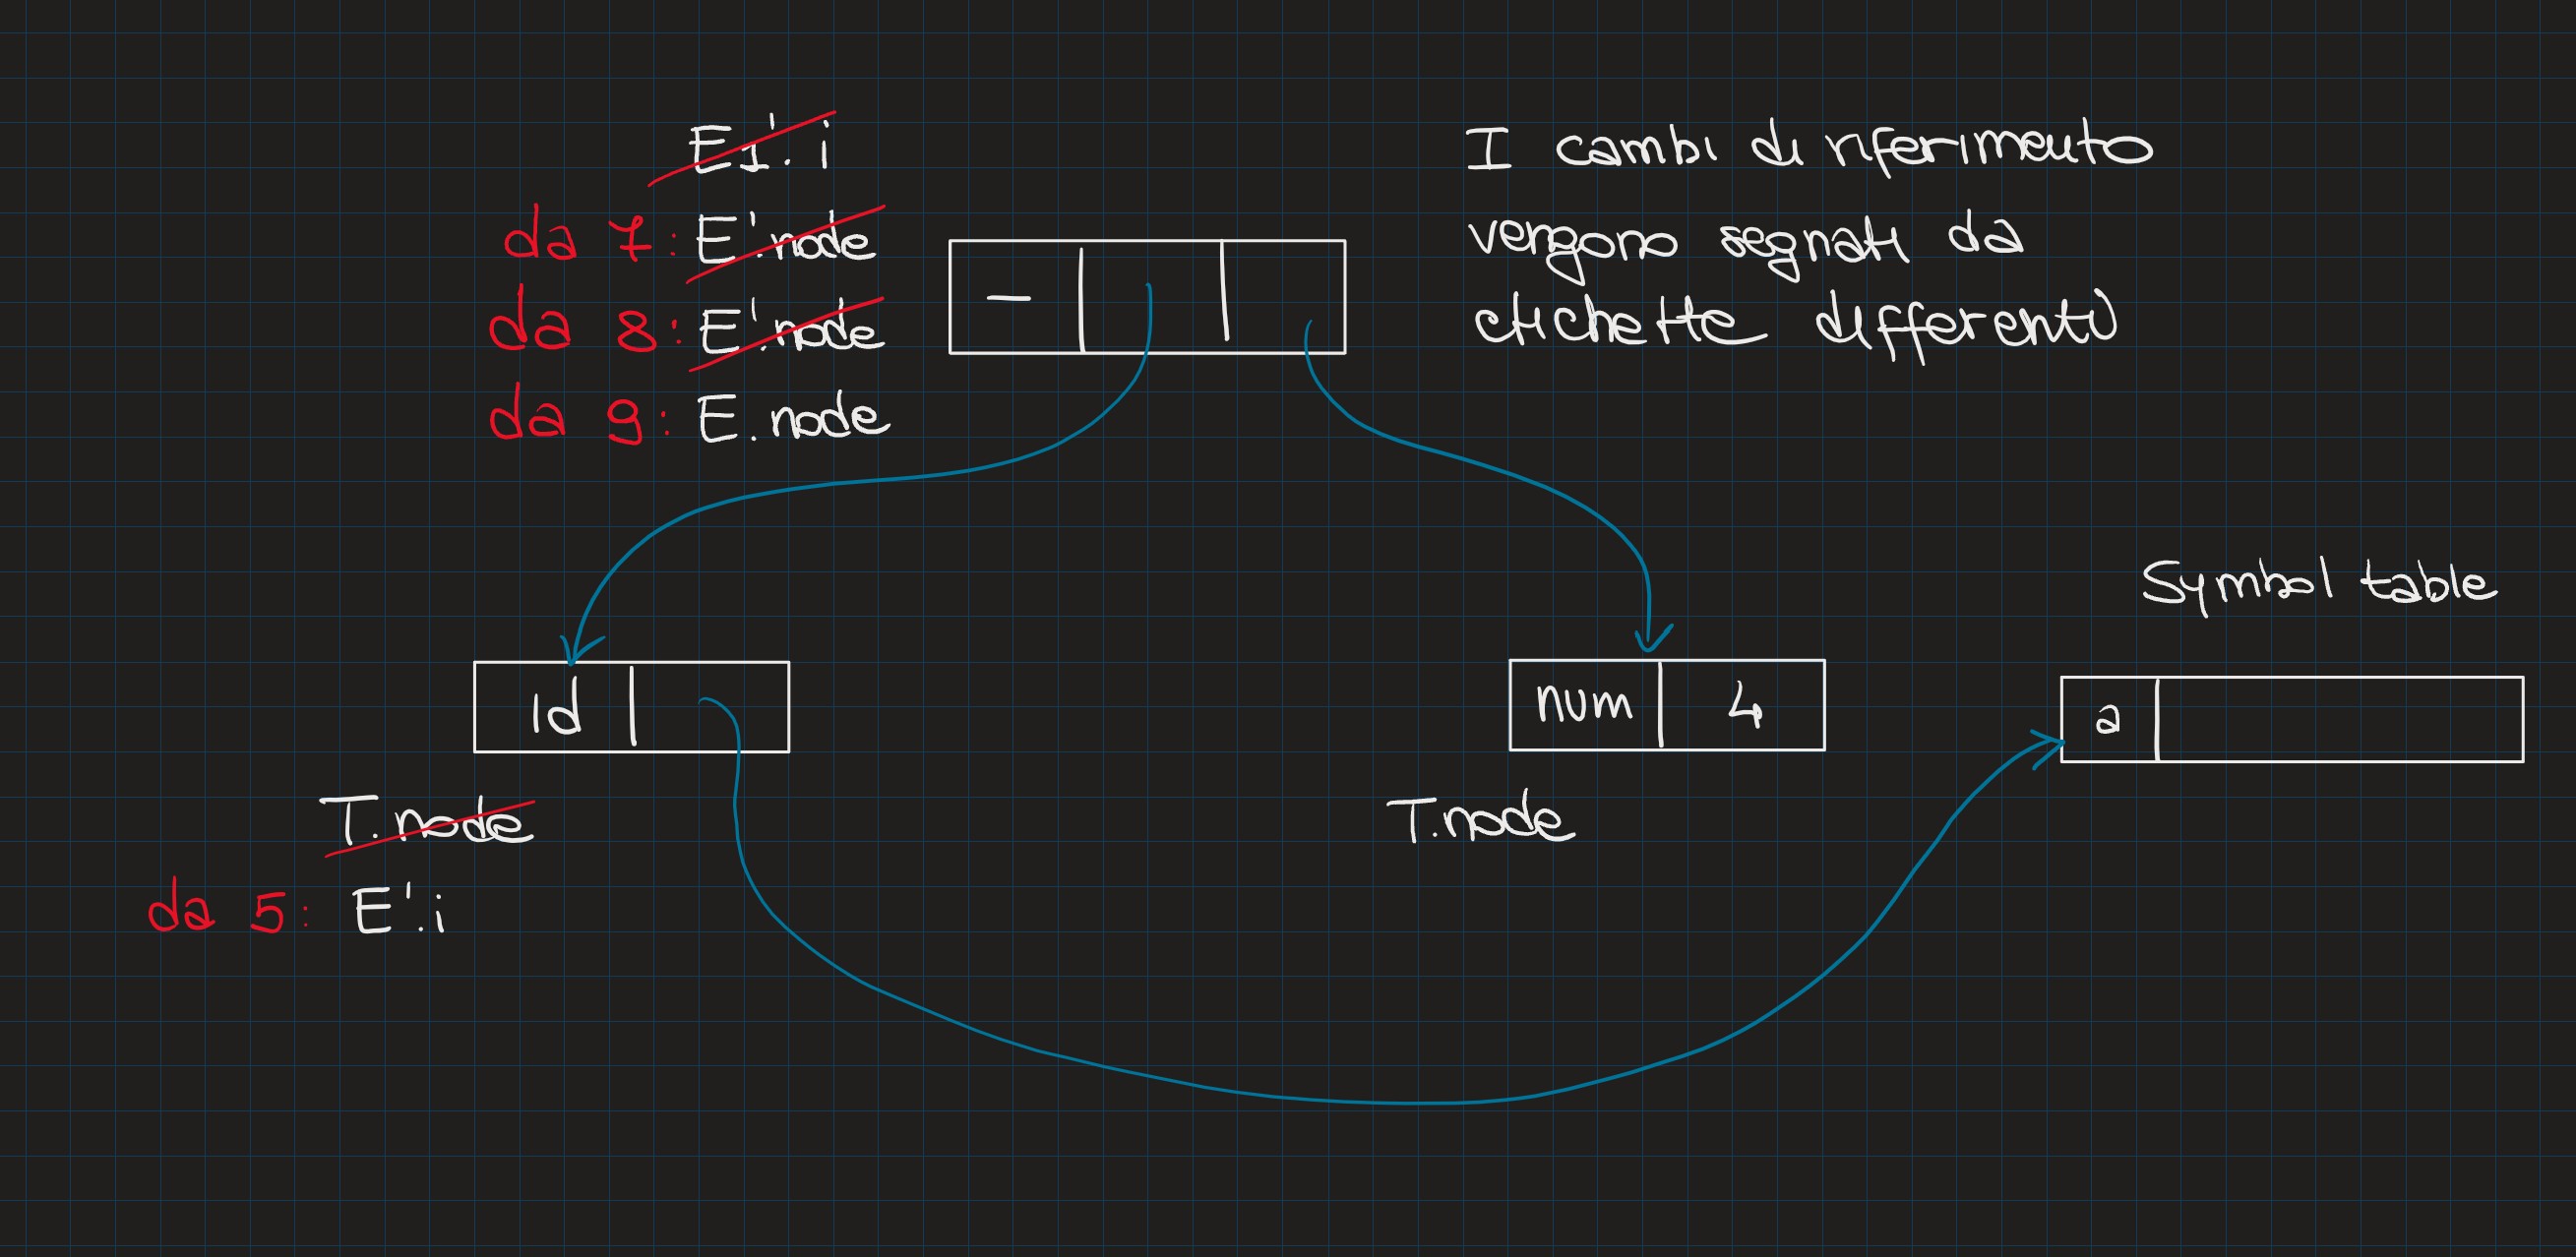 E1'.i
da 7: E'.node
da 8: E'.node
da 9: E.node
I cambi di riferimento
vengono segnati da
etichette differenti
-
Symbol table
id
num 4
a
T.node
T.node
da 5: E'.i